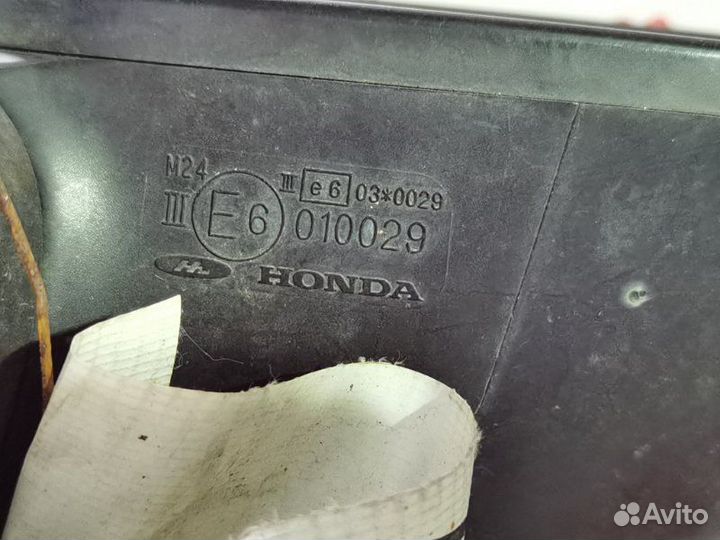 M24
III e6 03*0029
III E6 010029
HONDA
Avito